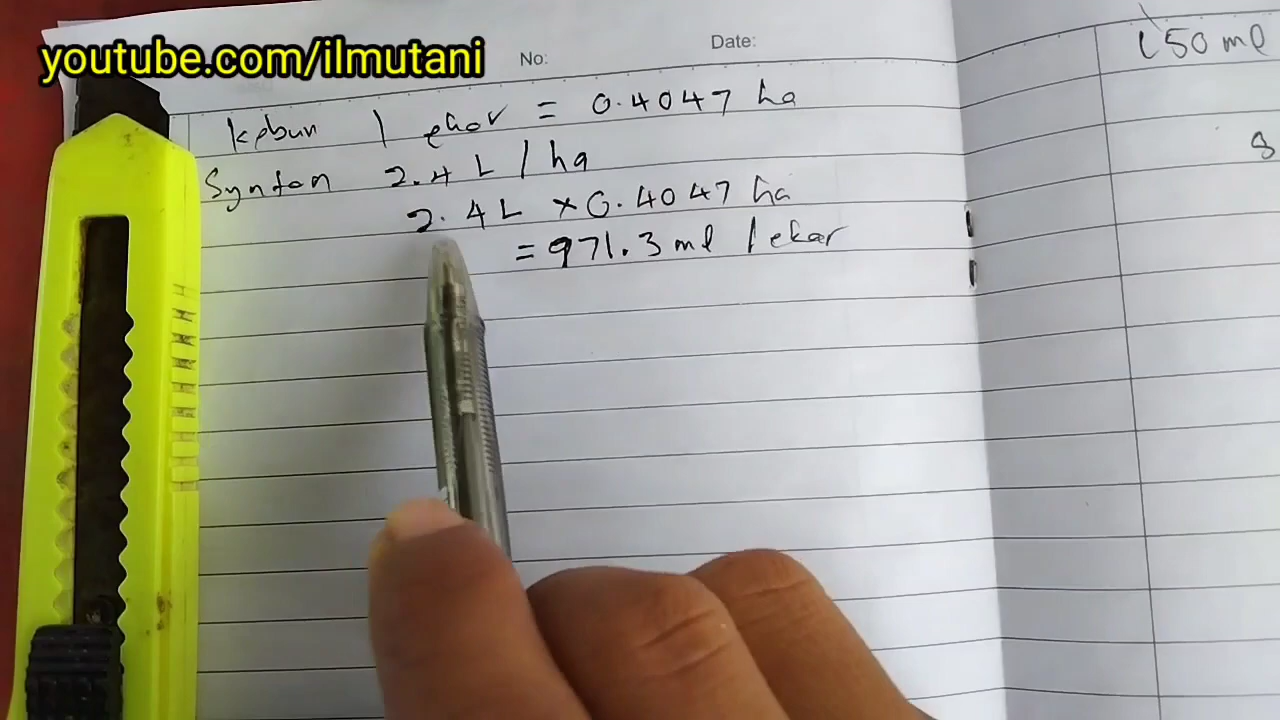 youtube.com/ilmutani
No:
Date:
Kebun 1 ekar = 0.4047 ha
Synton 2.4 L / ha
2.4 L × 0.4047 ha
= 971.3 ml / ekar
150 ml
8